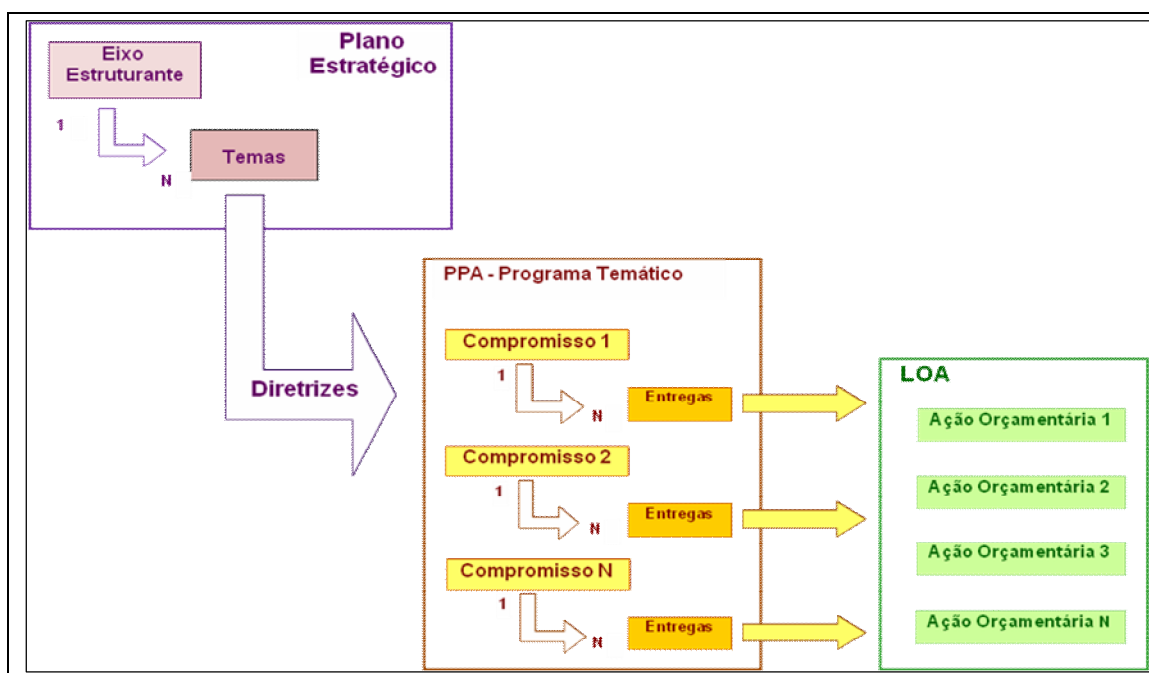 Plano
Estratégico
Eixo
Estruturante
1
N
Temas
Diretrizes
PPA - Programa Temático
Compromisso 1
1
N
Entregas
Compromisso 2
1
N
Entregas
Compromisso N
1
N
Entregas
LOA
Ação Orçamentária 1
Ação Orçamentária 2
Ação Orçamentária 3
Ação Orçamentária N